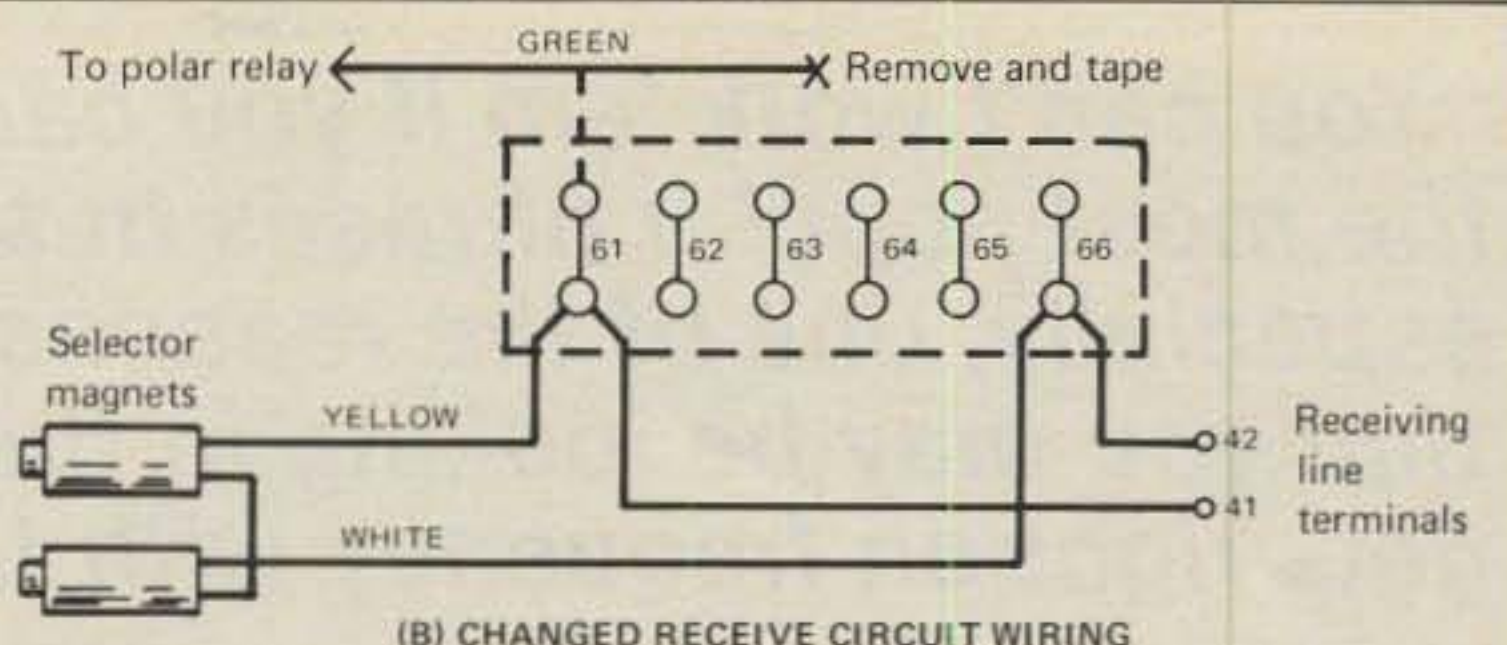 GREEN
To polar relay
X Remove and tape
61 62 63 64 65 66
Selector
magnets
YELLOW
42
Receiving
line
41
terminals
WHITE
(B) CHANGED RECEIVE CIRCUIT WIRING